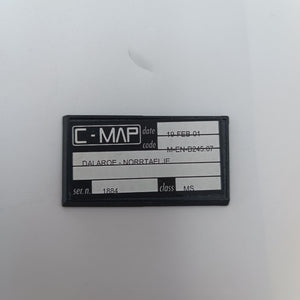 C-MAP date 19-FEB-01
code M-EN-B245.07
DALAROE - NORRTAELJE
ser. n. 1884 class MS